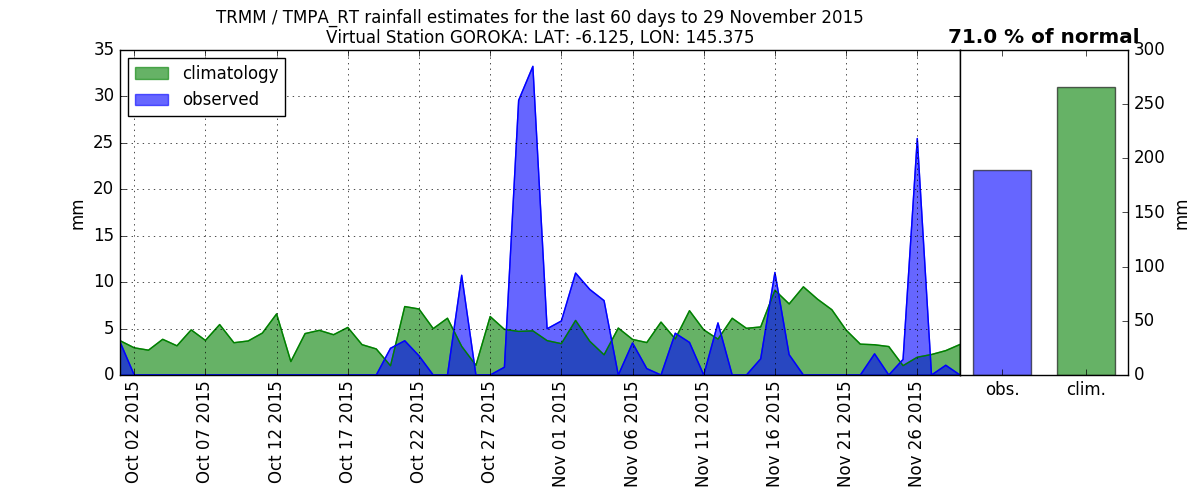 TRMM / TMPA_RT rainfall estimates for the last 60 days to 29 November 2015
Virtual Station GOROKA: LAT: -6.125, LON: 145.375
71.0 % of normal
climatology
observed
35
30
25
20
15
10
5
0
mm
Oct 02 2015
Oct 07 2015
Oct 12 2015
Oct 17 2015
Oct 22 2015
Oct 27 2015
Nov 01 2015
Nov 06 2015
Nov 11 2015
Nov 16 2015
Nov 21 2015
Nov 26 2015
300
250
200
150
100
50
0
mm
obs.
clim.